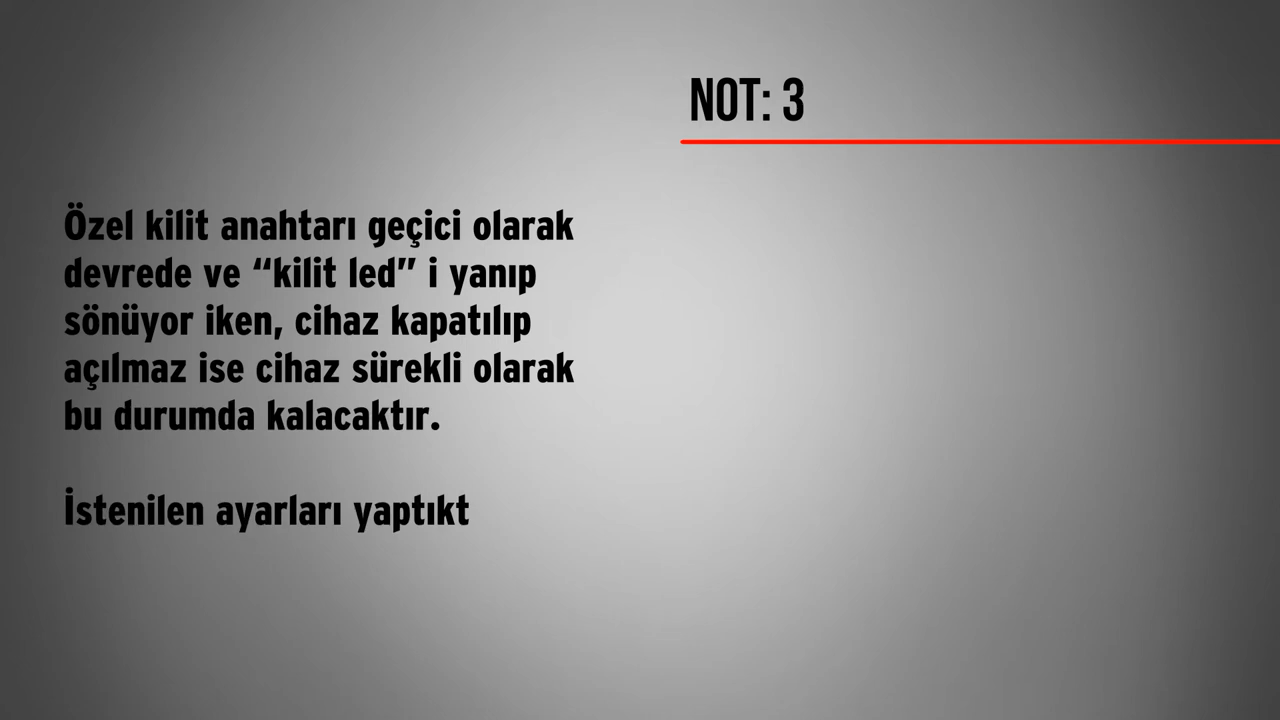 NOT: 3
Özel kilit anahtarı geçici olarak
devrede ve “kilit led” i yanıp
sönüyor iken, cihaz kapatılıp
açılmaz ise cihaz sürekli olarak
bu durumda kalacaktır.
İstenilen ayarları yaptıkt